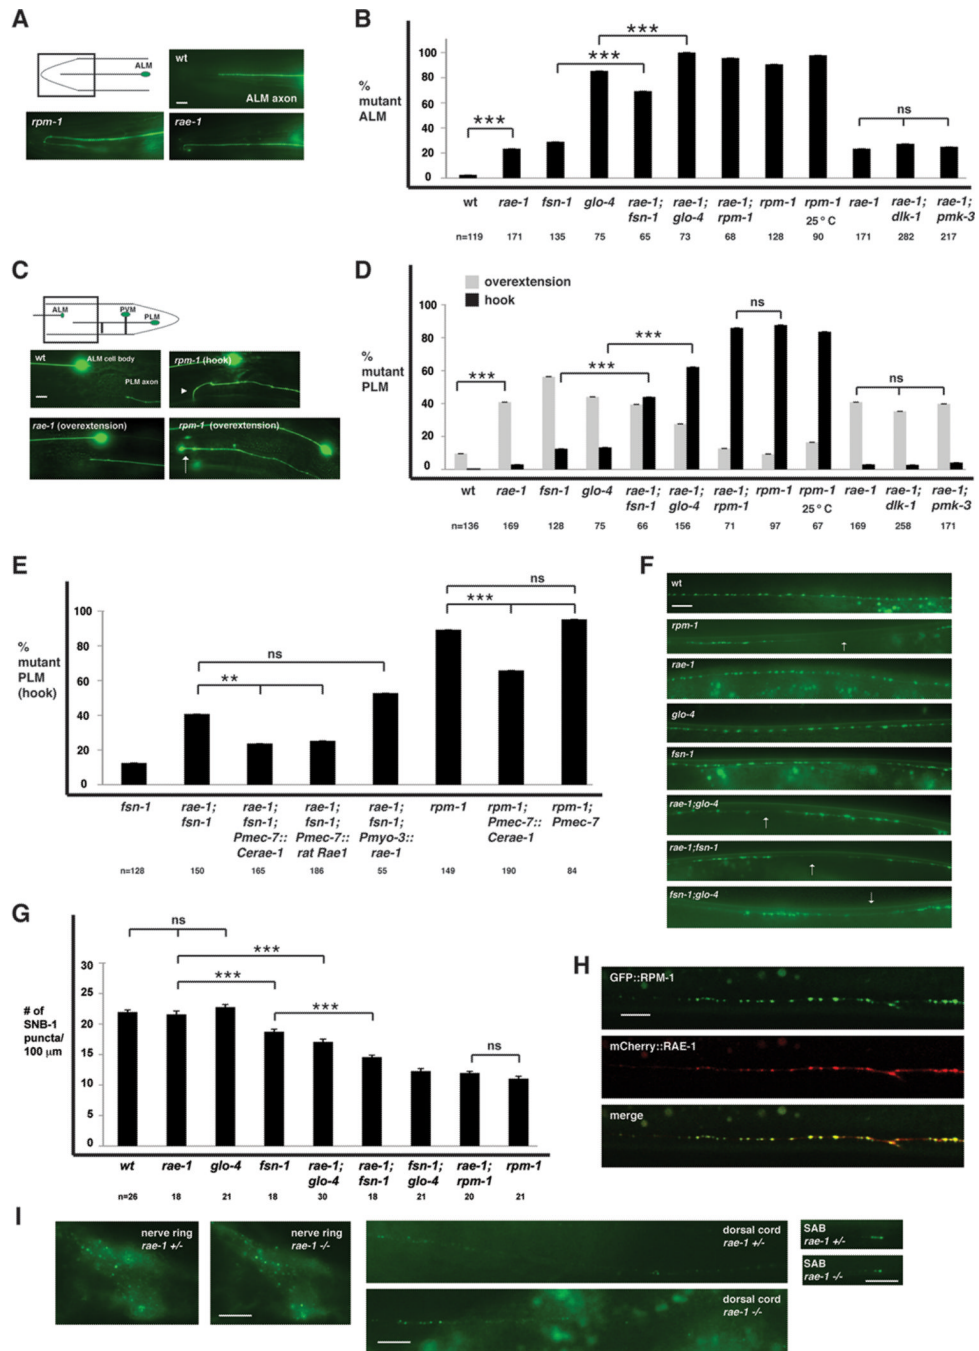 A
ALM
wt
ALM axon
rpm-1
rae-1
B
%
mutant
ALM
100
80
60
40
20
0
***
***
***
ns
wt
rae-1
fsn-1
glo-4
rae-1;
fsn-1
rae-1;
glo-4
rae-1;
rpm-1
rpm-1
rpm-1
25° C
rae-1
rae-1;
dlk-1
rae-1;
pmk-3
n=119 171 135 75 65 73 68 128 90 171 282 217
C
ALM
PVM
PLM
wt
ALM cell body
PLM axon
rpm-1 (hook)
rae-1 (overextension)
rpm-1 (overextension)
D
overextension
hook
%
mutant
PLM
100
80
60
40
20
0
***
***
***
ns
ns
wt
rae-1
fsn-1
glo-4
rae-1;
fsn-1
rae-1;
glo-4
rae-1;
rpm-1
rpm-1
rpm-1
25° C
rae-1
rae-1;
dlk-1
rae-1;
pmk-3
n=136 169 128 75 66 156 71 97 67 169 258 171
E
%
mutant
PLM
(hook)
100
80
60
40
20
0
ns
**
ns
***
fsn-1
rae-1;
fsn-1
rae-1;
fsn-1;
Pmec-7::
Cerae-1
rae-1;
fsn-1;
Pmec-7::
rat Rae1
rae-1;
fsn-1;
Pmyo-3::
rae-1
rpm-1
rpm-1;
Pmec-7::
Cerae-1
rpm-1;
Pmec-7
n=128 150 165 186 55 149 190 84
F
wt
rpm-1
rae-1
glo-4
fsn-1
rae-1;glo-4
rae-1;fsn-1
fsn-1;glo-4
G
# of
SNB-1
puncta/
100 µm
30
25
20
15
10
5
0
ns
***
***
***
ns
wt
rae-1
glo-4
fsn-1
rae-1;
glo-4
rae-1;
fsn-1
fsn-1;
glo-4
rae-1;
rpm-1
rpm-1
n=26 18 21 18 30 18 21 20 21
H
GFP::RPM-1
mCherry::RAE-1
merge
I
nerve ring
rae-1 +/-
nerve ring
rae-1 -/-
dorsal cord
rae-1 +/-
dorsal cord
rae-1 -/-
SAB
rae-1 +/-
SAB
rae-1 -/-